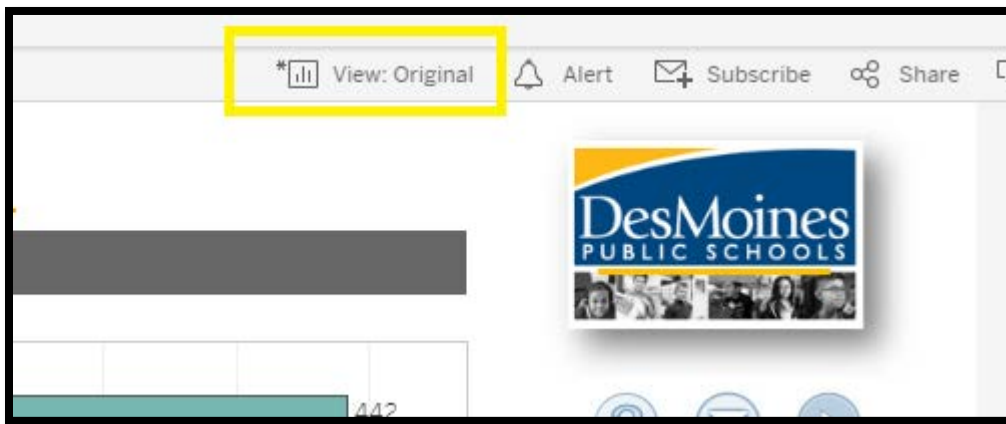 * View: Original Alert Subscribe Share
DesMoines
PUBLIC SCHOOLS
442